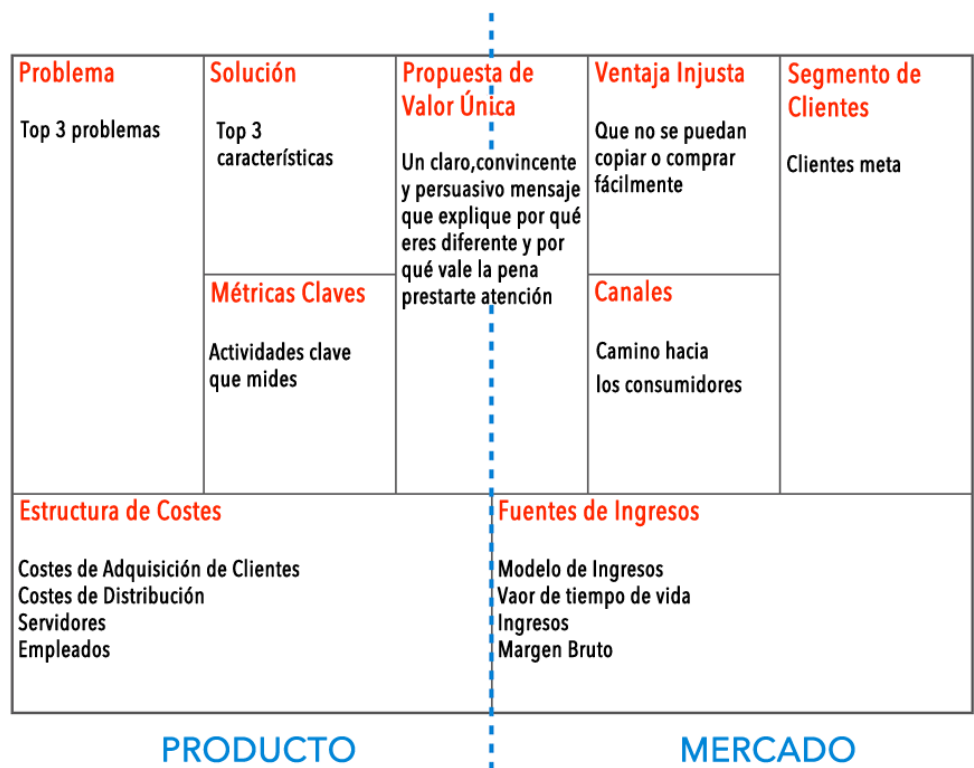 Problema
Top 3 problemas
Solución
Top 3
características
Métricas Claves
Actividades clave
que mides
Propuesta de
Valor Única
Un claro,convincente
y persuasivo mensaje
que explique por qué
eres diferente y por
qué vale la pena
prestarte atención
Ventaja Injusta
Que no se puedan
copiar o comprar
fácilmente
Canales
Camino hacia
los consumidores
Segmento de
Clientes
Clientes meta
Estructura de Costes
Costes de Adquisición de Clientes
Costes de Distribución
Servidores
Empleados
Fuentes de Ingresos
Modelo de Ingresos
Vaor de tiempo de vida
Ingresos
Margen Bruto
PRODUCTO
MERCADO